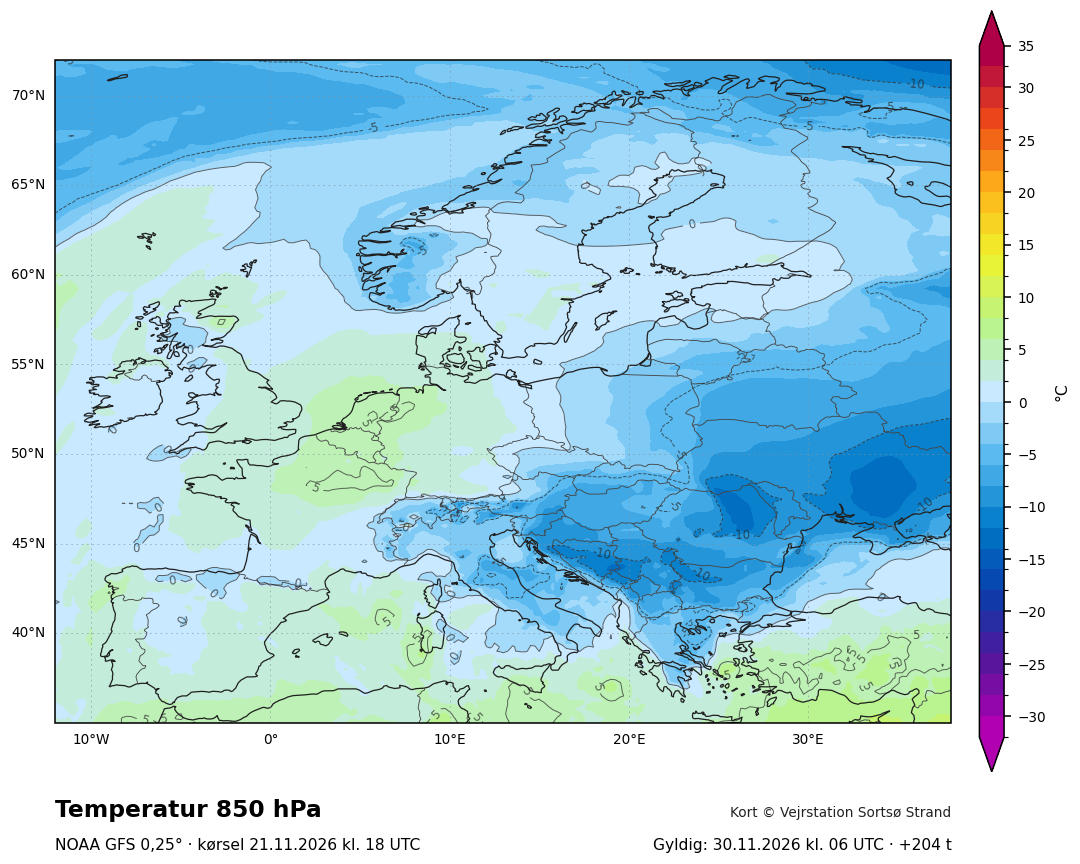 70°N
65°N
60°N
55°N
50°N
45°N
40°N
10°W
0°
10°E
20°E
30°E
35
30
25
20
15
10
5
0
−5
−10
−15
−20
−25
−30
°C
Temperatur 850 hPa
Kort © Vejrstation Sortsø Strand
NOAA GFS 0,25° · kørsel 21.11.2026 kl. 18 UTC
Gyldig: 30.11.2026 kl. 06 UTC · +204 t